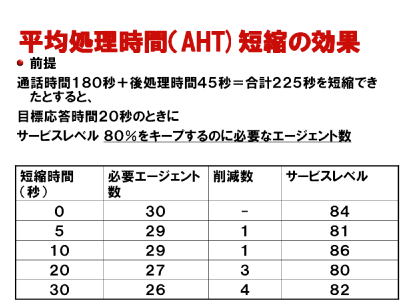 平均処理時間(AHT)短縮の効果
前提
通話時間180秒+後処理時間45秒=合計225秒を短縮でき
たとすると、
目標応答時間20秒のときに
サービスレベル 80%をキープするのに必要なエージェント数
短縮時間(秒) 必要エージェント数 削減数 サービスレベル
0 30 - 84
5 29 1 81
10 29 1 86
20 27 3 80
30 26 4 82